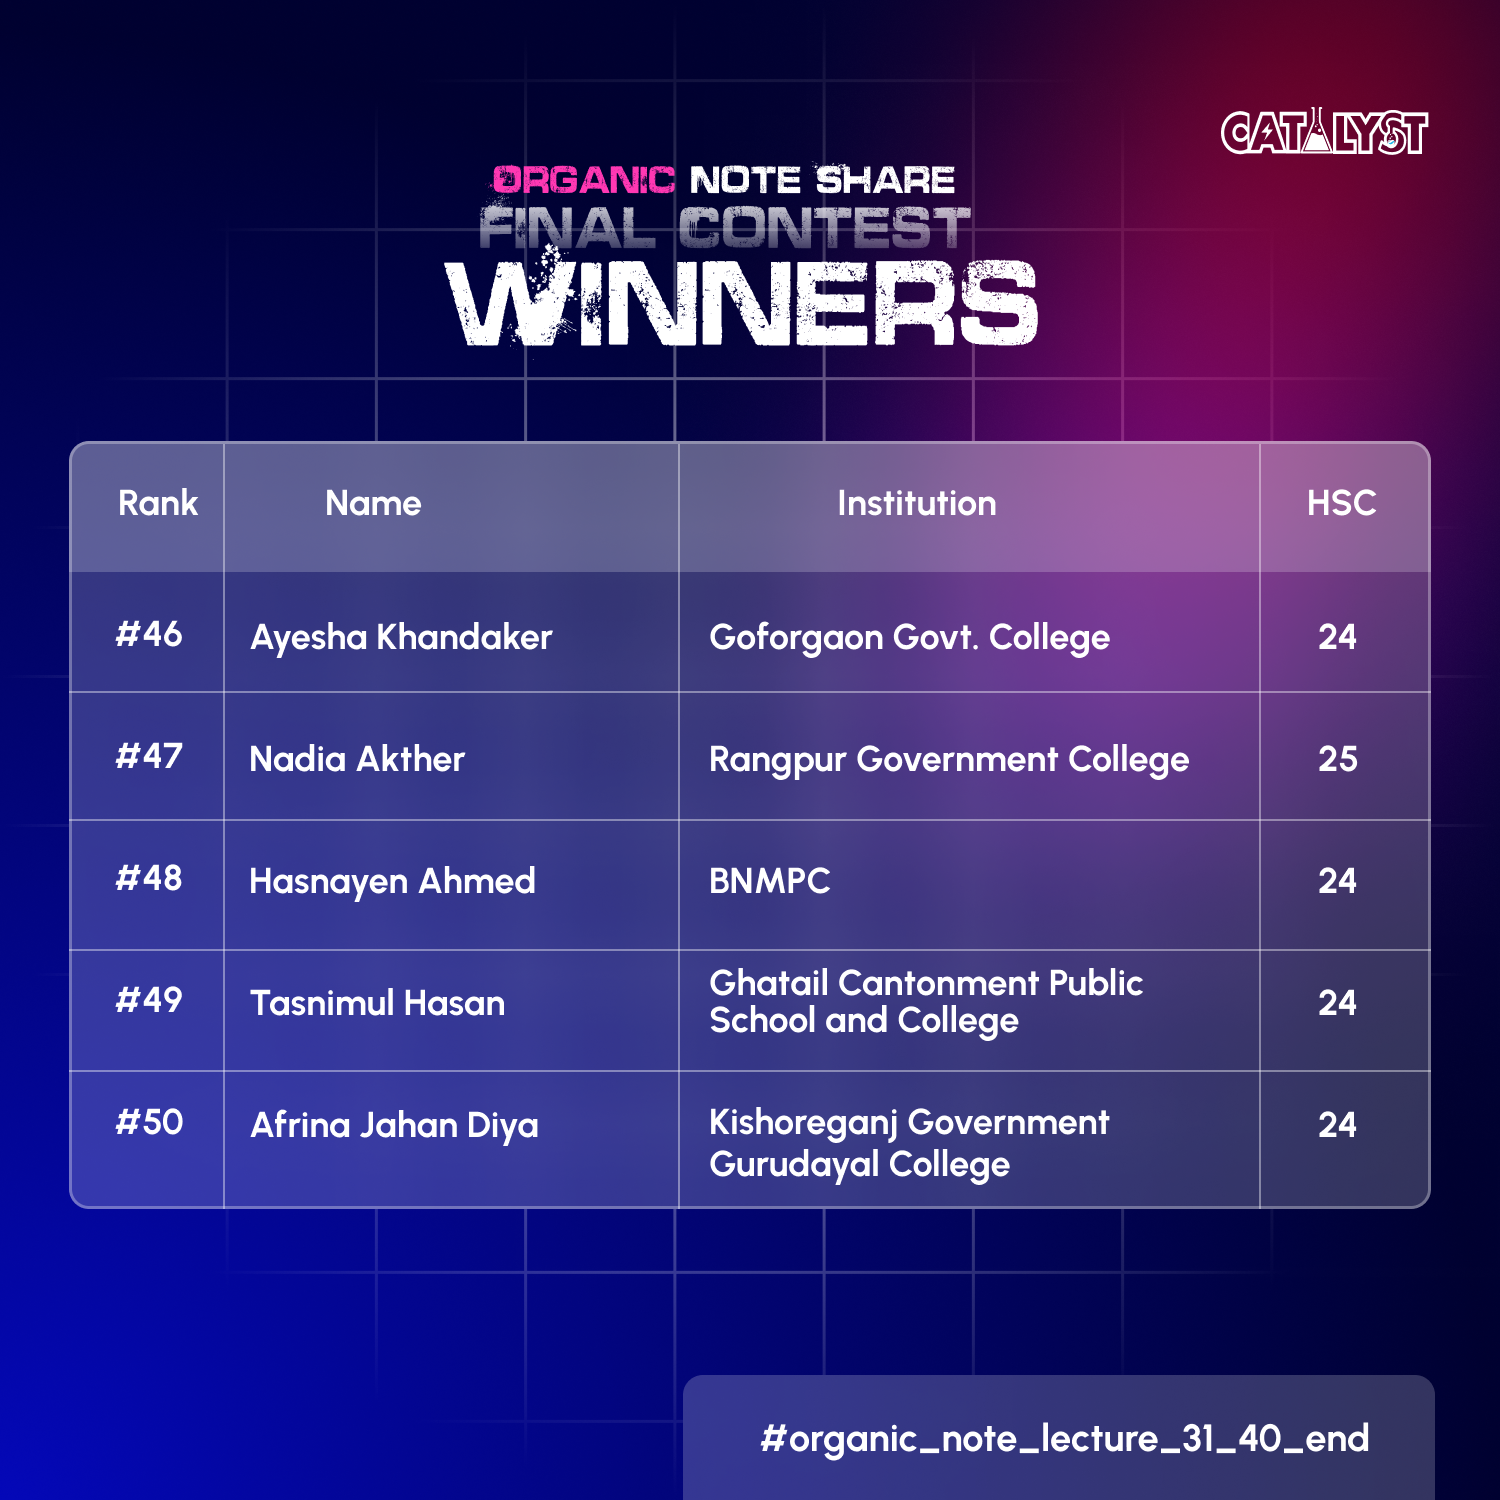 CATALYST
ORGANIC NOTE SHARE
FINAL CONTEST
WINNERS
Rank Name Institution HSC
#46 Ayesha Khandaker Goforgaon Govt. College 24
#47 Nadia Akther Rangpur Government College 25
#48 Hasnayen Ahmed BNMPC 24
#49 Tasnimul Hasan Ghatail Cantonment Public
School and College 24
#50 Afrina Jahan Diya Kishoreganj Government
Gurudayal College 24
#organic_note_lecture_31_40_end